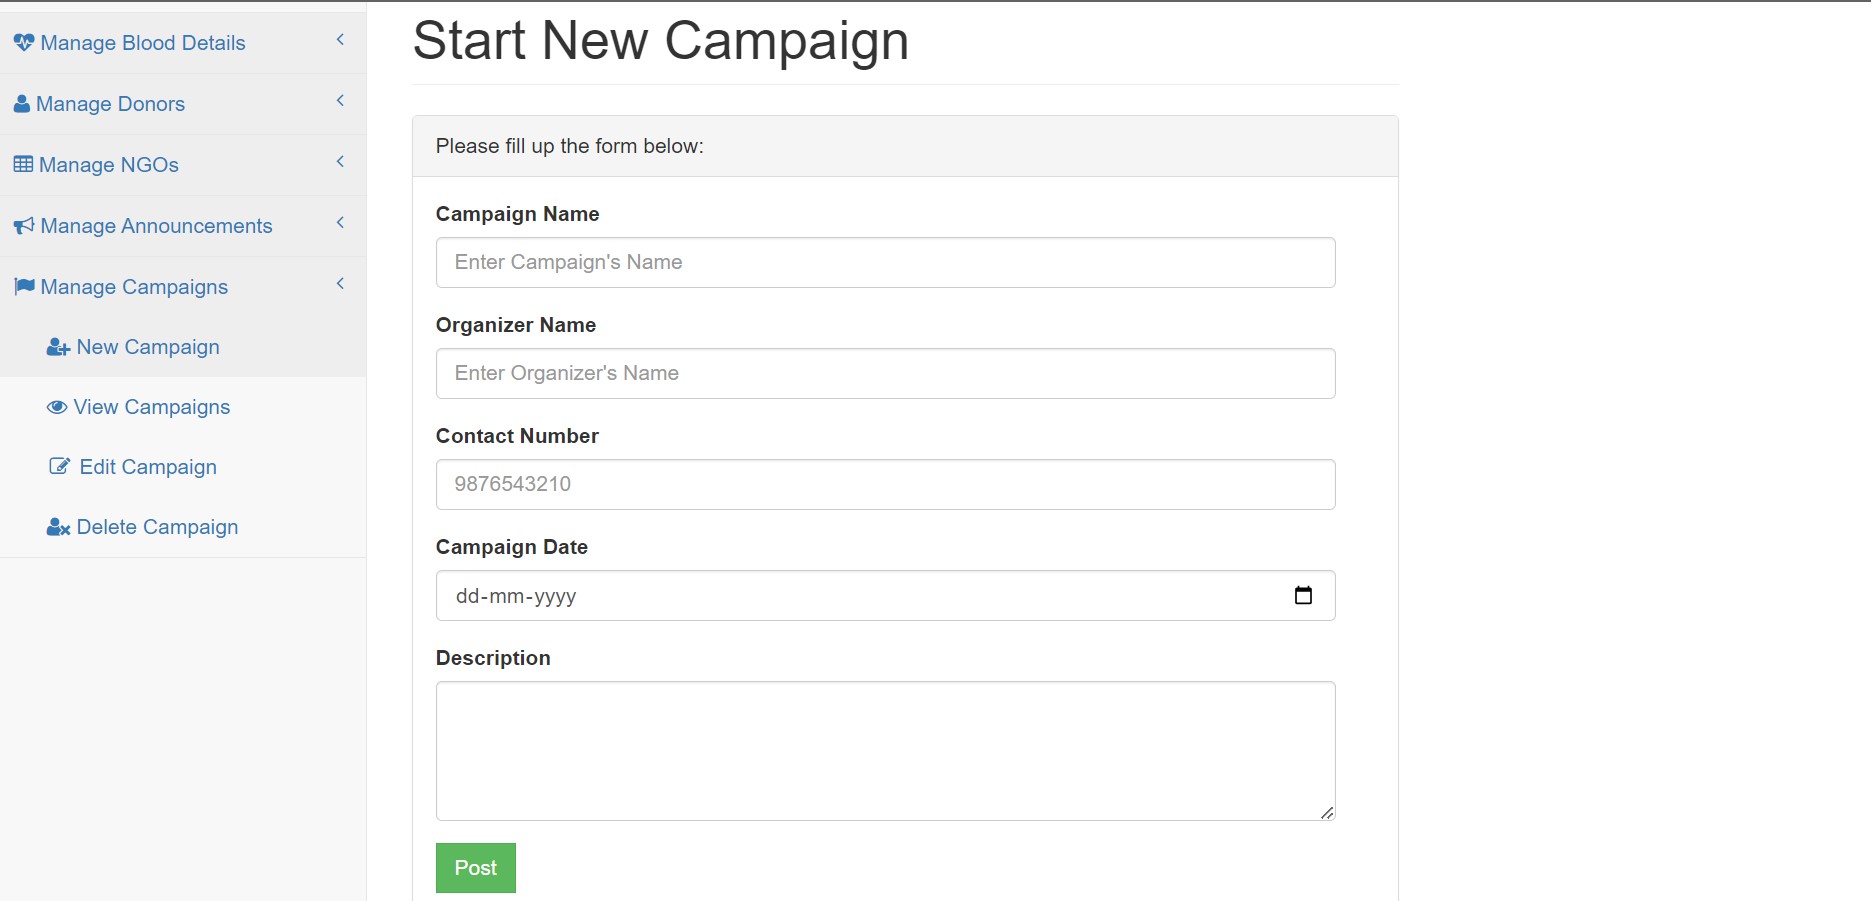 Manage Blood Details
Manage Donors
Manage NGOs
Manage Announcements
Manage Campaigns
New Campaign
View Campaigns
Edit Campaign
Delete Campaign
Start New Campaign
Please fill up the form below:
Campaign Name
Enter Campaign's Name
Organizer Name
Enter Organizer's Name
Contact Number
9876543210
Campaign Date
dd-mm-yyyy
Description
Post